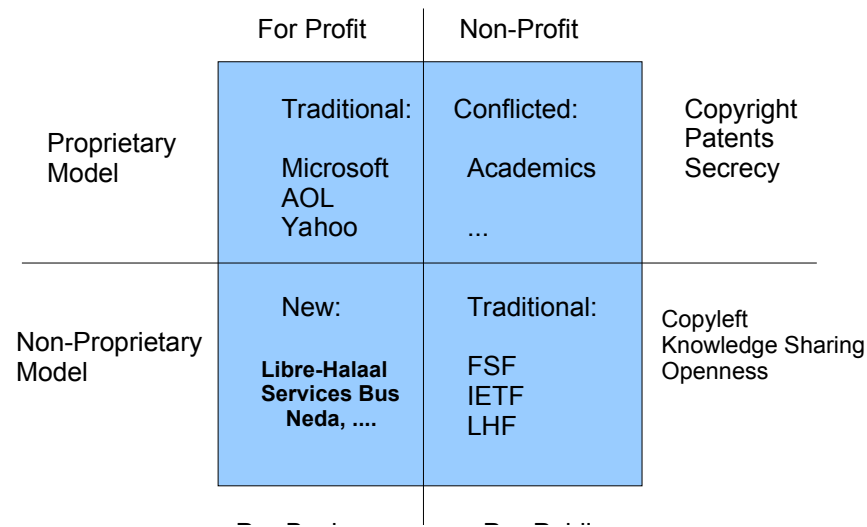 For Profit
Non-Profit
Proprietary
Model
Traditional:
Microsoft
AOL
Yahoo
Conflicted:
Academics
...
Copyright
Patents
Secrecy
Non-Proprietary
Model
New:
Libre-Halaal
Services Bus
Neda, ....
Traditional:
FSF
IETF
LHF
Copyleft
Knowledge Sharing
Openness